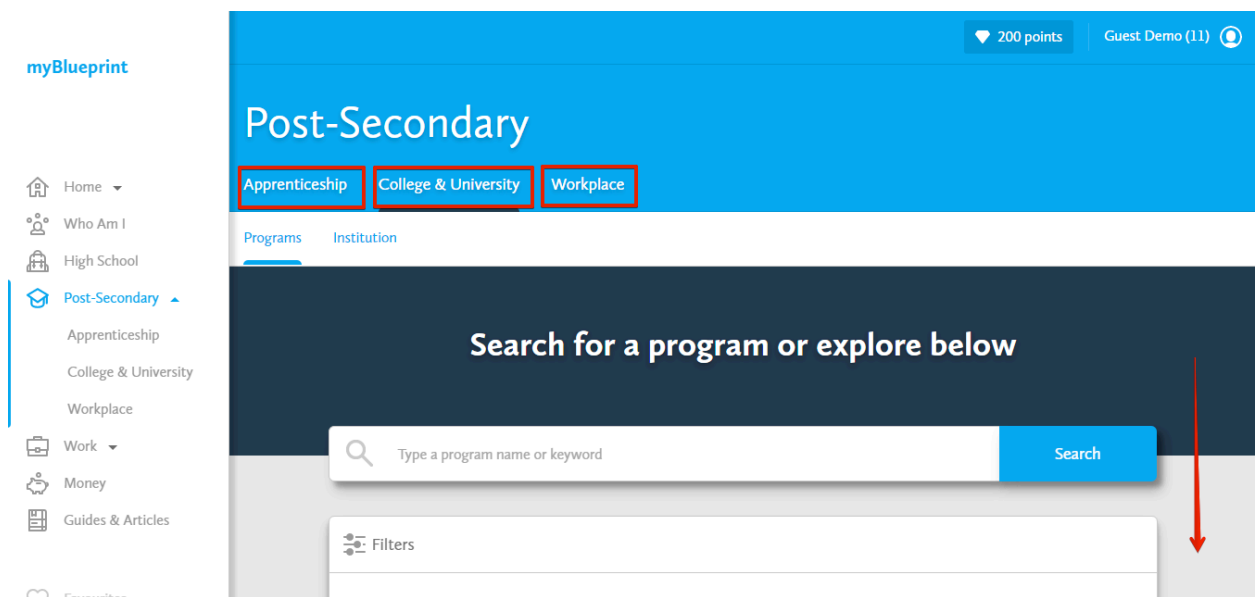 200 points
Guest Demo (11)
myBlueprint
Post-Secondary
Apprenticeship
College & University
Workplace
Home
Who Am I
High School
Post-Secondary
Apprenticeship
College & University
Workplace
Work
Money
Guides & Articles
Programs
Institution
Search for a program or explore below
Type a program name or keyword
Search
Filters